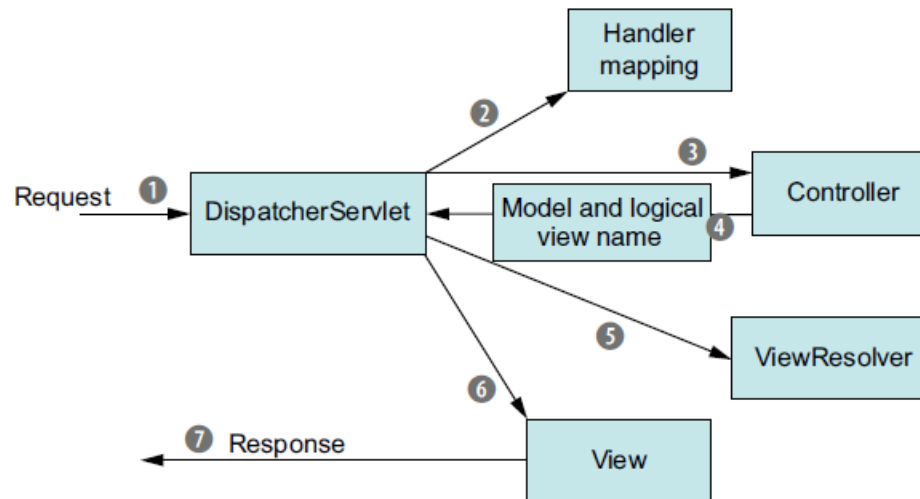 Handler
mapping
2
3
1
Request
DispatcherServlet
Model and logical
view name
4
Controller
5
ViewResolver
6
7
Response
View